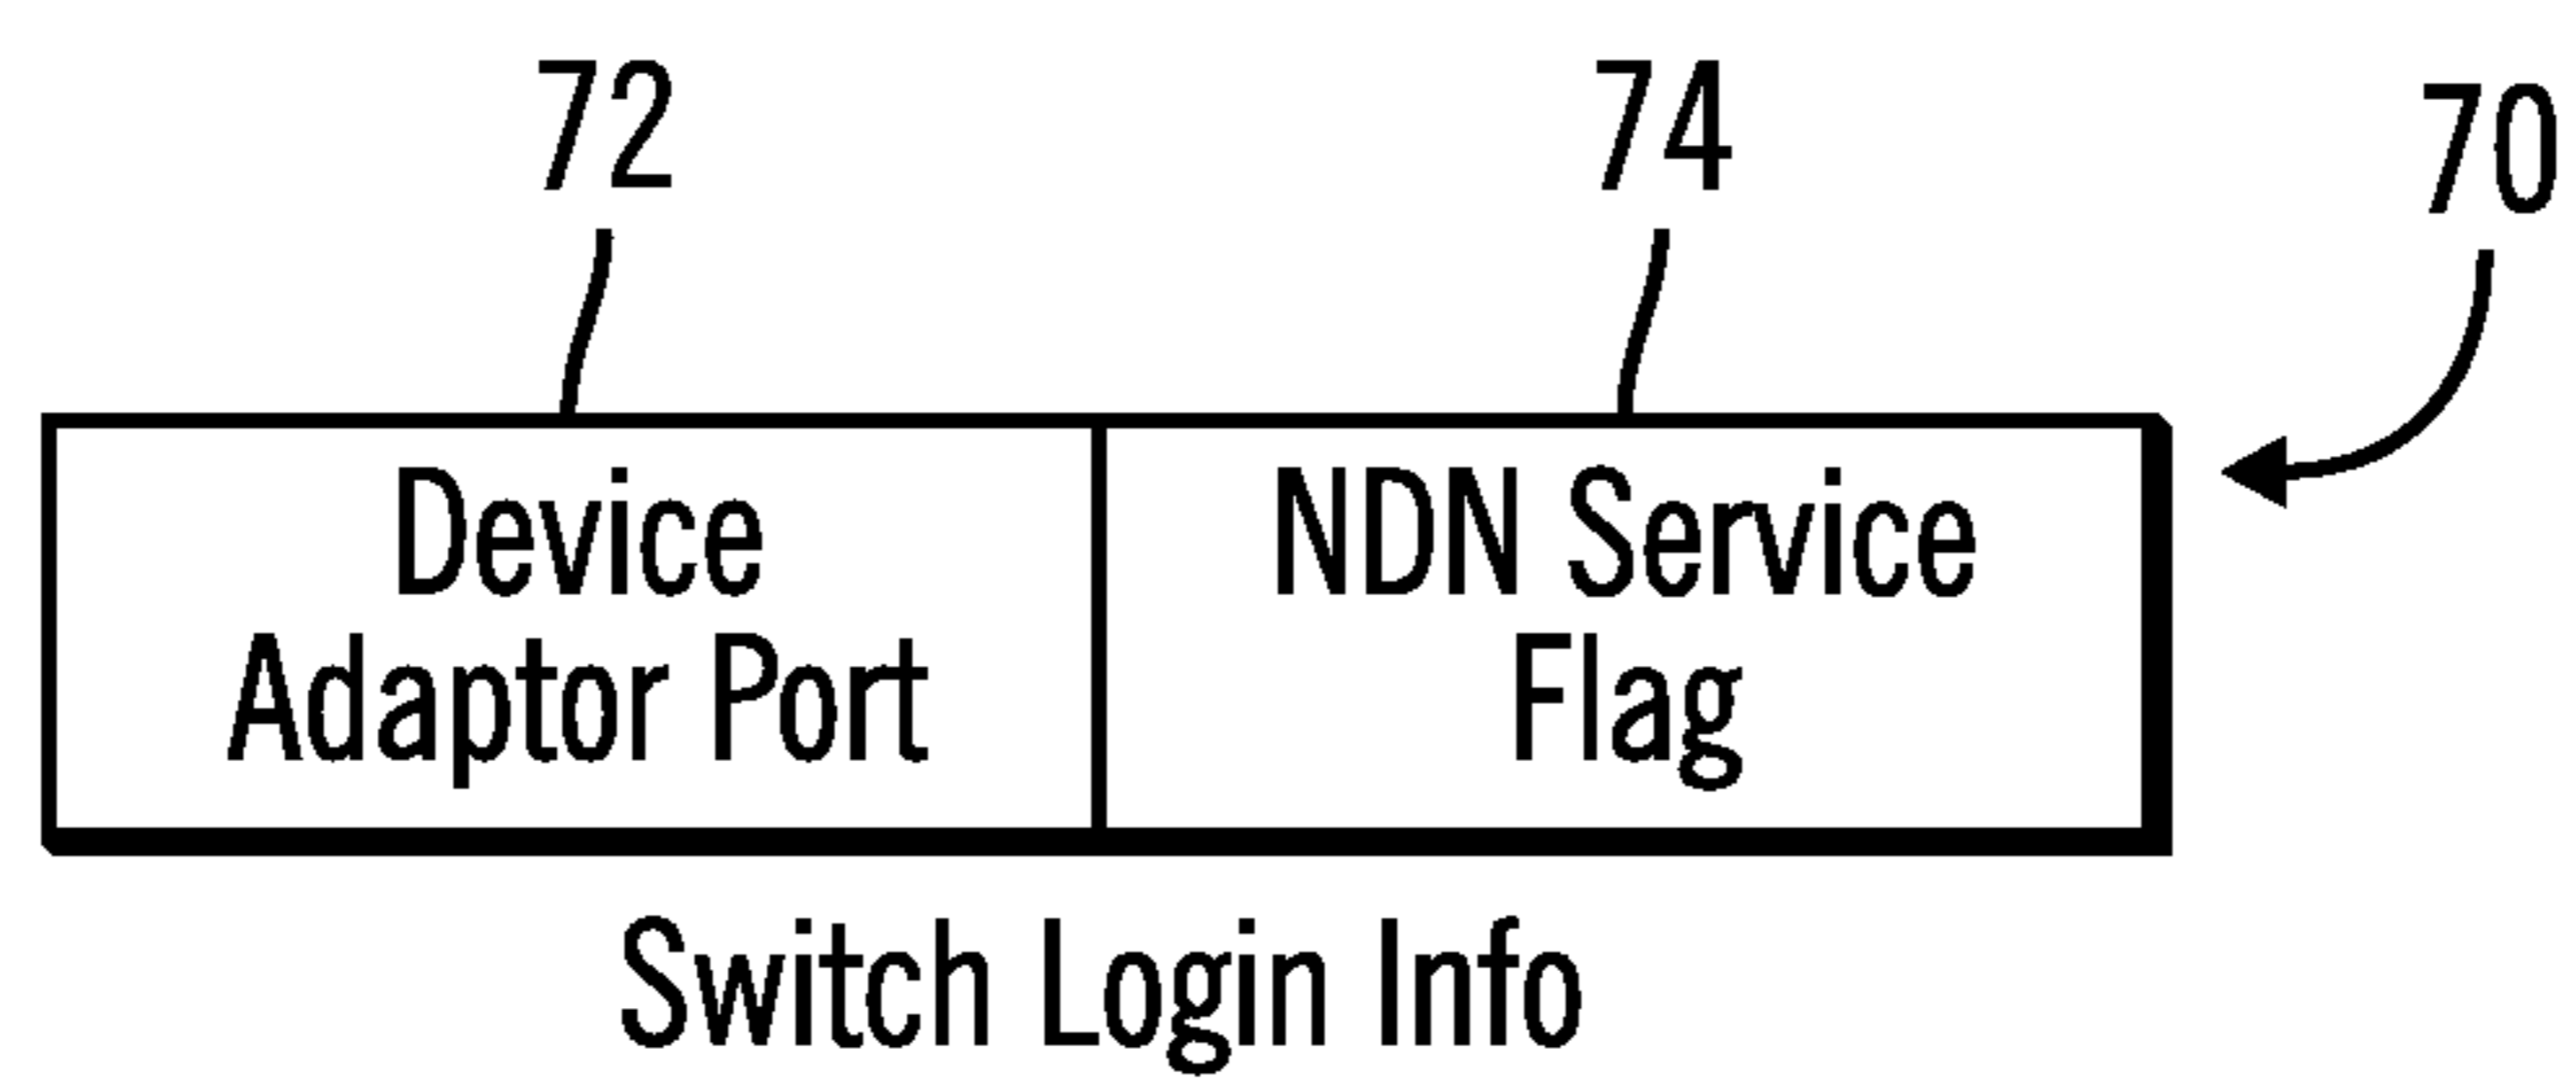 72
74
70
Device
Adaptor Port
NDN Service
Flag
Switch Login Info